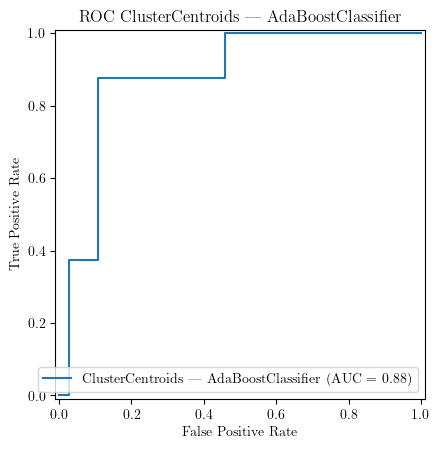 ROC ClusterCentroids — AdaBoostClassifier
1.0
0.8
0.6
0.4
0.2
0.0
True Positive Rate
ClusterCentroids — AdaBoostClassifier (AUC = 0.88)
0.0 0.2 0.4 0.6 0.8 1.0
False Positive Rate